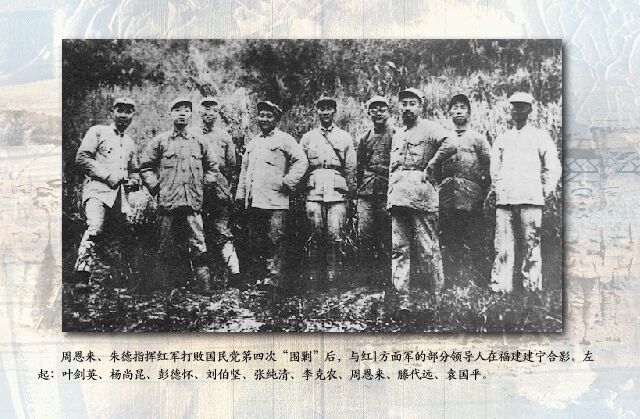 周恩来、朱德指挥红军打败国民党第四次“围剿”后，与红1方面军的部分领导人在福建建宁合影。左
起：叶剑英、杨尚昆、彭德怀、刘伯坚、张纯清、李克农、周恩来、滕代远、袁国平。